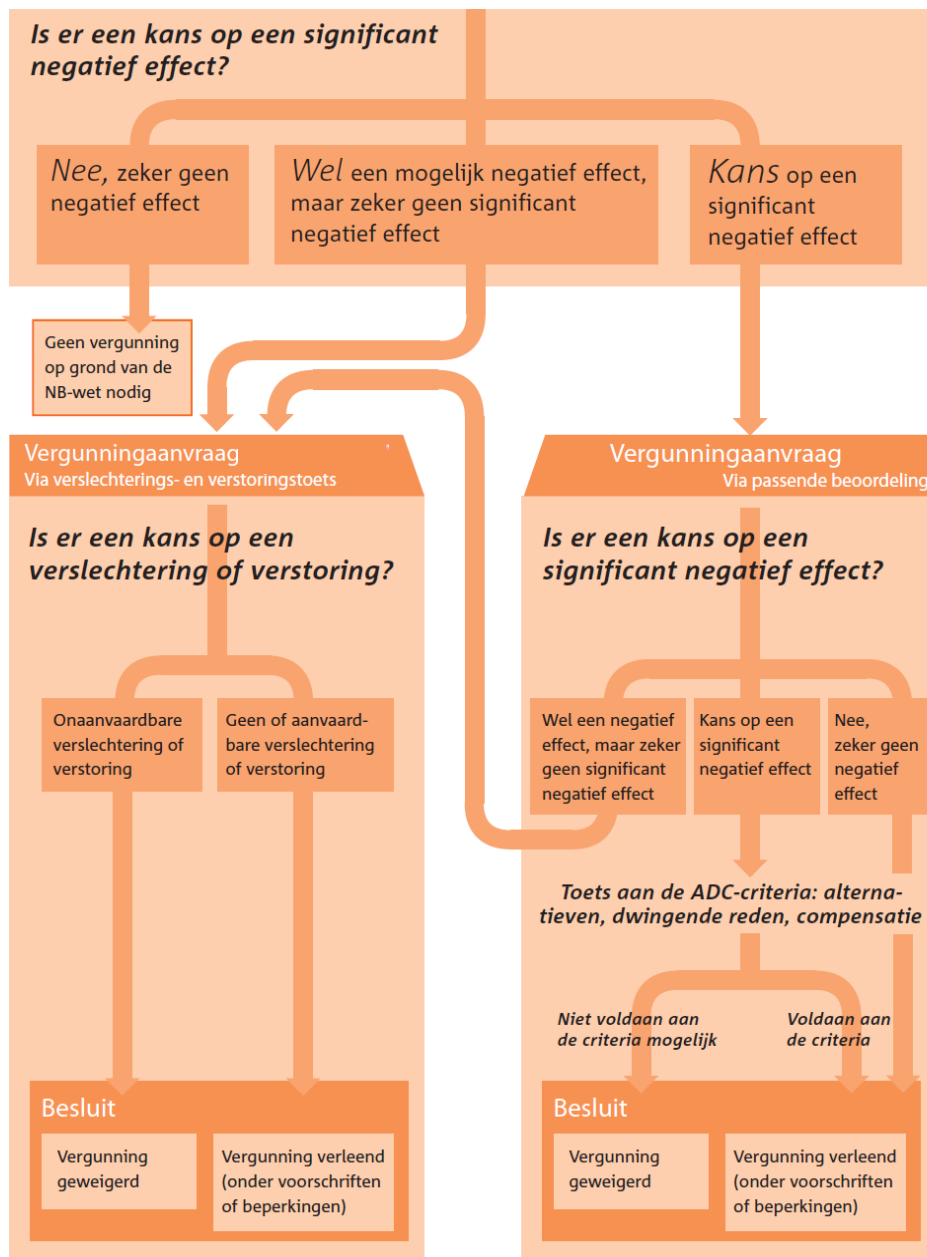 Is er een kans op een significant
negatief effect?
Nee, zeker geen
negatief effect
Wel een mogelijk negatief effect,
maar zeker geen significant
negatief effect
Kans op een
significant
negatief effect
Geen vergunning
op grond van de
NB-wet nodig
Vergunningaanvraag
Via verslechterings- en verstoringstoets
Is er een kans op een
verslechtering of verstoring?
Onaanvaardbare
verslechtering of
verstoring
Geen of aanvaard-
bare verslechtering
of verstoring
Besluit
Vergunning
geweigerd
Vergunning verleend
(onder voorschriften
of beperkingen)
Vergunningaanvraag
Via passende beoordeling
Is er een kans op een
significant negatief effect?
Wel een negatief
effect, maar zeker
geen significant
negatief effect
Kans op een
significant
negatief effect
Nee,
zeker geen
negatief
effect
Toets aan de ADC-criteria: alterna-
tieven, dwingende reden, compensatie
Niet voldaan aan
de criteria mogelijk
Voldaan aan
de criteria
Besluit
Vergunning
geweigerd
Vergunning verleend
(onder voorschriften
of beperkingen)